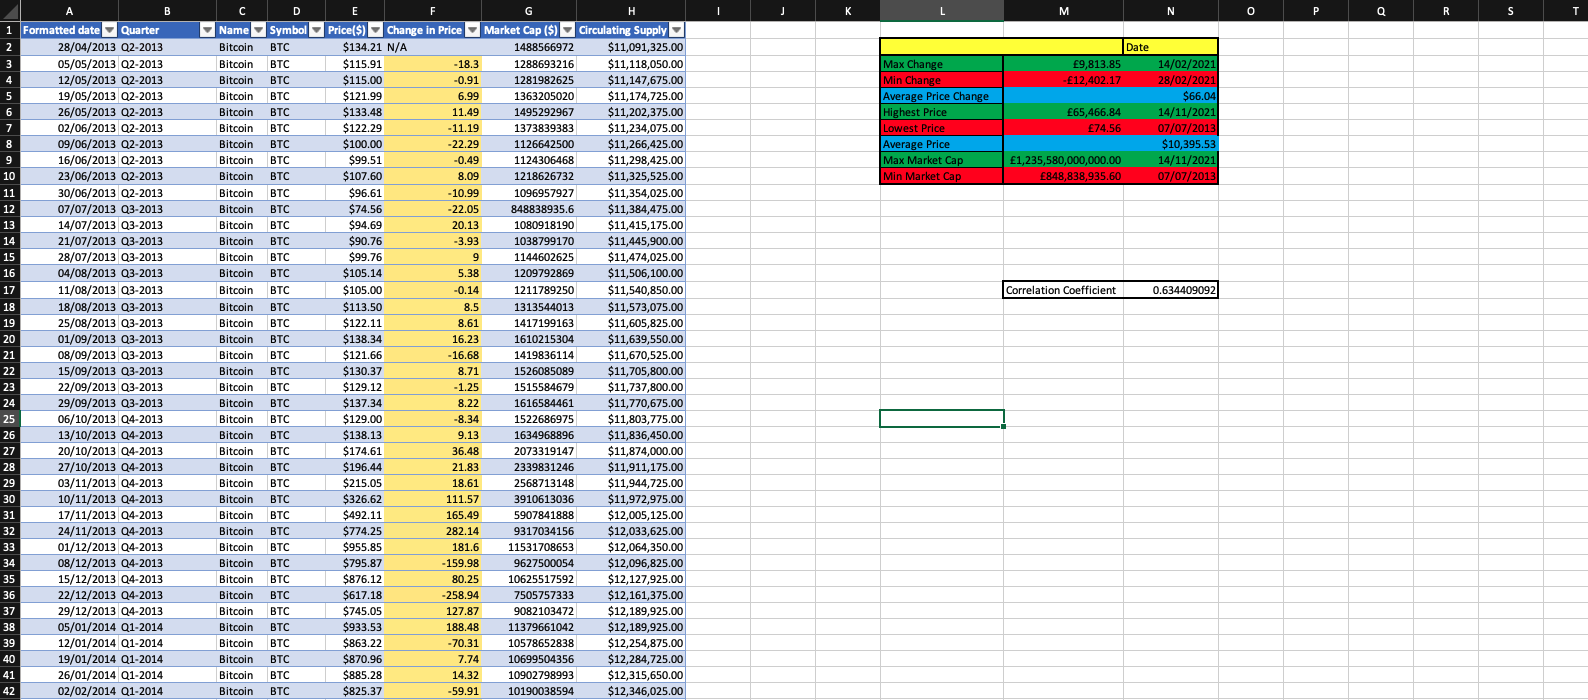 A B C D E F G H I J K L M N O P Q R S T
1 Formatted date Quarter Name Symbol Price($) Change in Price Market Cap ($) Circulating Supply
2 28/04/2013 Q2-2013 Bitcoin BTC $134.21 N/A 1488566972 $11,091,325.00 Date
3 05/05/2013 Q2-2013 Bitcoin BTC $115.91 -18.3 1288693216 $11,118,050.00 Max Change £9,813.85 14/02/2021
4 12/05/2013 Q2-2013 Bitcoin BTC $115.00 -0.91 1281982625 $11,147,675.00 Min Change -£12,402.17 28/02/2021
5 19/05/2013 Q2-2013 Bitcoin BTC $121.99 6.99 1363205020 $11,174,725.00 Average Price Change $66.04
6 26/05/2013 Q2-2013 Bitcoin BTC $133.48 11.49 1495292967 $11,202,375.00 Highest Price £65,466.84 14/11/2021
7 02/06/2013 Q2-2013 Bitcoin BTC $122.29 -11.19 1373839383 $11,234,075.00 Lowest Price £74.56 07/07/2013
8 09/06/2013 Q2-2013 Bitcoin BTC $100.00 -22.29 1126642500 $11,266,425.00 Average Price $10,395.53
9 16/06/2013 Q2-2013 Bitcoin BTC $99.51 -0.49 1124306468 $11,298,425.00 Max Market Cap £1,235,580,000,000.00 14/11/2021
10 23/06/2013 Q2-2013 Bitcoin BTC $107.60 8.09 1218626732 $11,325,525.00 Min Market Cap £848,838,935.60 07/07/2013
11 30/06/2013 Q2-2013 Bitcoin BTC $96.61 -10.99 1096957927 $11,354,025.00
12 07/07/2013 Q3-2013 Bitcoin BTC $74.56 -22.05 848838935.6 $11,384,475.00
13 14/07/2013 Q3-2013 Bitcoin BTC $94.69 20.13 1080918190 $11,415,175.00
14 21/07/2013 Q3-2013 Bitcoin BTC $90.76 -3.93 1038799170 $11,445,900.00
15 28/07/2013 Q3-2013 Bitcoin BTC $99.76 9 1144602625 $11,474,025.00
16 04/08/2013 Q3-2013 Bitcoin BTC $105.14 5.38 1209792869 $11,506,100.00
17 11/08/2013 Q3-2013 Bitcoin BTC $105.00 -0.14 1211789250 $11,540,850.00 Correlation Coefficient 0.634409092
18 18/08/2013 Q3-2013 Bitcoin BTC $113.50 8.5 1313544013 $11,573,075.00
19 25/08/2013 Q3-2013 Bitcoin BTC $122.11 8.61 1417199163 $11,605,825.00
20 01/09/2013 Q3-2013 Bitcoin BTC $138.34 16.23 1610215304 $11,639,550.00
21 08/09/2013 Q3-2013 Bitcoin BTC $121.66 -16.68 1419836114 $11,670,525.00
22 15/09/2013 Q3-2013 Bitcoin BTC $130.37 8.71 1526085089 $11,705,800.00
23 22/09/2013 Q3-2013 Bitcoin BTC $129.12 -1.25 1515584679 $11,737,800.00
24 29/09/2013 Q3-2013 Bitcoin BTC $137.34 8.22 1616584461 $11,770,675.00
25 06/10/2013 Q4-2013 Bitcoin BTC $129.00 -8.34 1522686975 $11,803,775.00
26 13/10/2013 Q4-2013 Bitcoin BTC $138.13 9.13 1634968896 $11,836,450.00
27 20/10/2013 Q4-2013 Bitcoin BTC $174.61 36.48 2073319147 $11,874,000.00
28 27/10/2013 Q4-2013 Bitcoin BTC $196.44 21.83 2339831246 $11,911,175.00
29 03/11/2013 Q4-2013 Bitcoin BTC $215.05 18.61 2568713148 $11,944,725.00
30 10/11/2013 Q4-2013 Bitcoin BTC $326.62 111.57 3910613036 $11,972,975.00
31 17/11/2013 Q4-2013 Bitcoin BTC $492.11 165.49 5907841888 $12,005,125.00
32 24/11/2013 Q4-2013 Bitcoin BTC $774.25 282.14 9317034156 $12,033,625.00
33 01/12/2013 Q4-2013 Bitcoin BTC $955.85 181.6 11531708653 $12,064,350.00
34 08/12/2013 Q4-2013 Bitcoin BTC $795.87 -159.98 9627500054 $12,096,825.00
35 15/12/2013 Q4-2013 Bitcoin BTC $876.12 80.25 10625517592 $12,127,925.00
36 22/12/2013 Q4-2013 Bitcoin BTC $617.18 -258.94 7505757333 $12,161,375.00
37 29/12/2013 Q4-2013 Bitcoin BTC $745.05 127.87 9082103472 $12,189,925.00
38 05/01/2014 Q1-2014 Bitcoin BTC $933.53 188.48 11379661042 $12,189,925.00
39 12/01/2014 Q1-2014 Bitcoin BTC $863.22 -70.31 10578652838 $12,254,875.00
40 19/01/2014 Q1-2014 Bitcoin BTC $870.96 7.74 10699504356 $12,284,725.00
41 26/01/2014 Q1-2014 Bitcoin BTC $885.28 14.32 10902798993 $12,315,650.00
42 02/02/2014 Q1-2014 Bitcoin BTC $825.37 -59.91 10190038594 $12,346,025.00